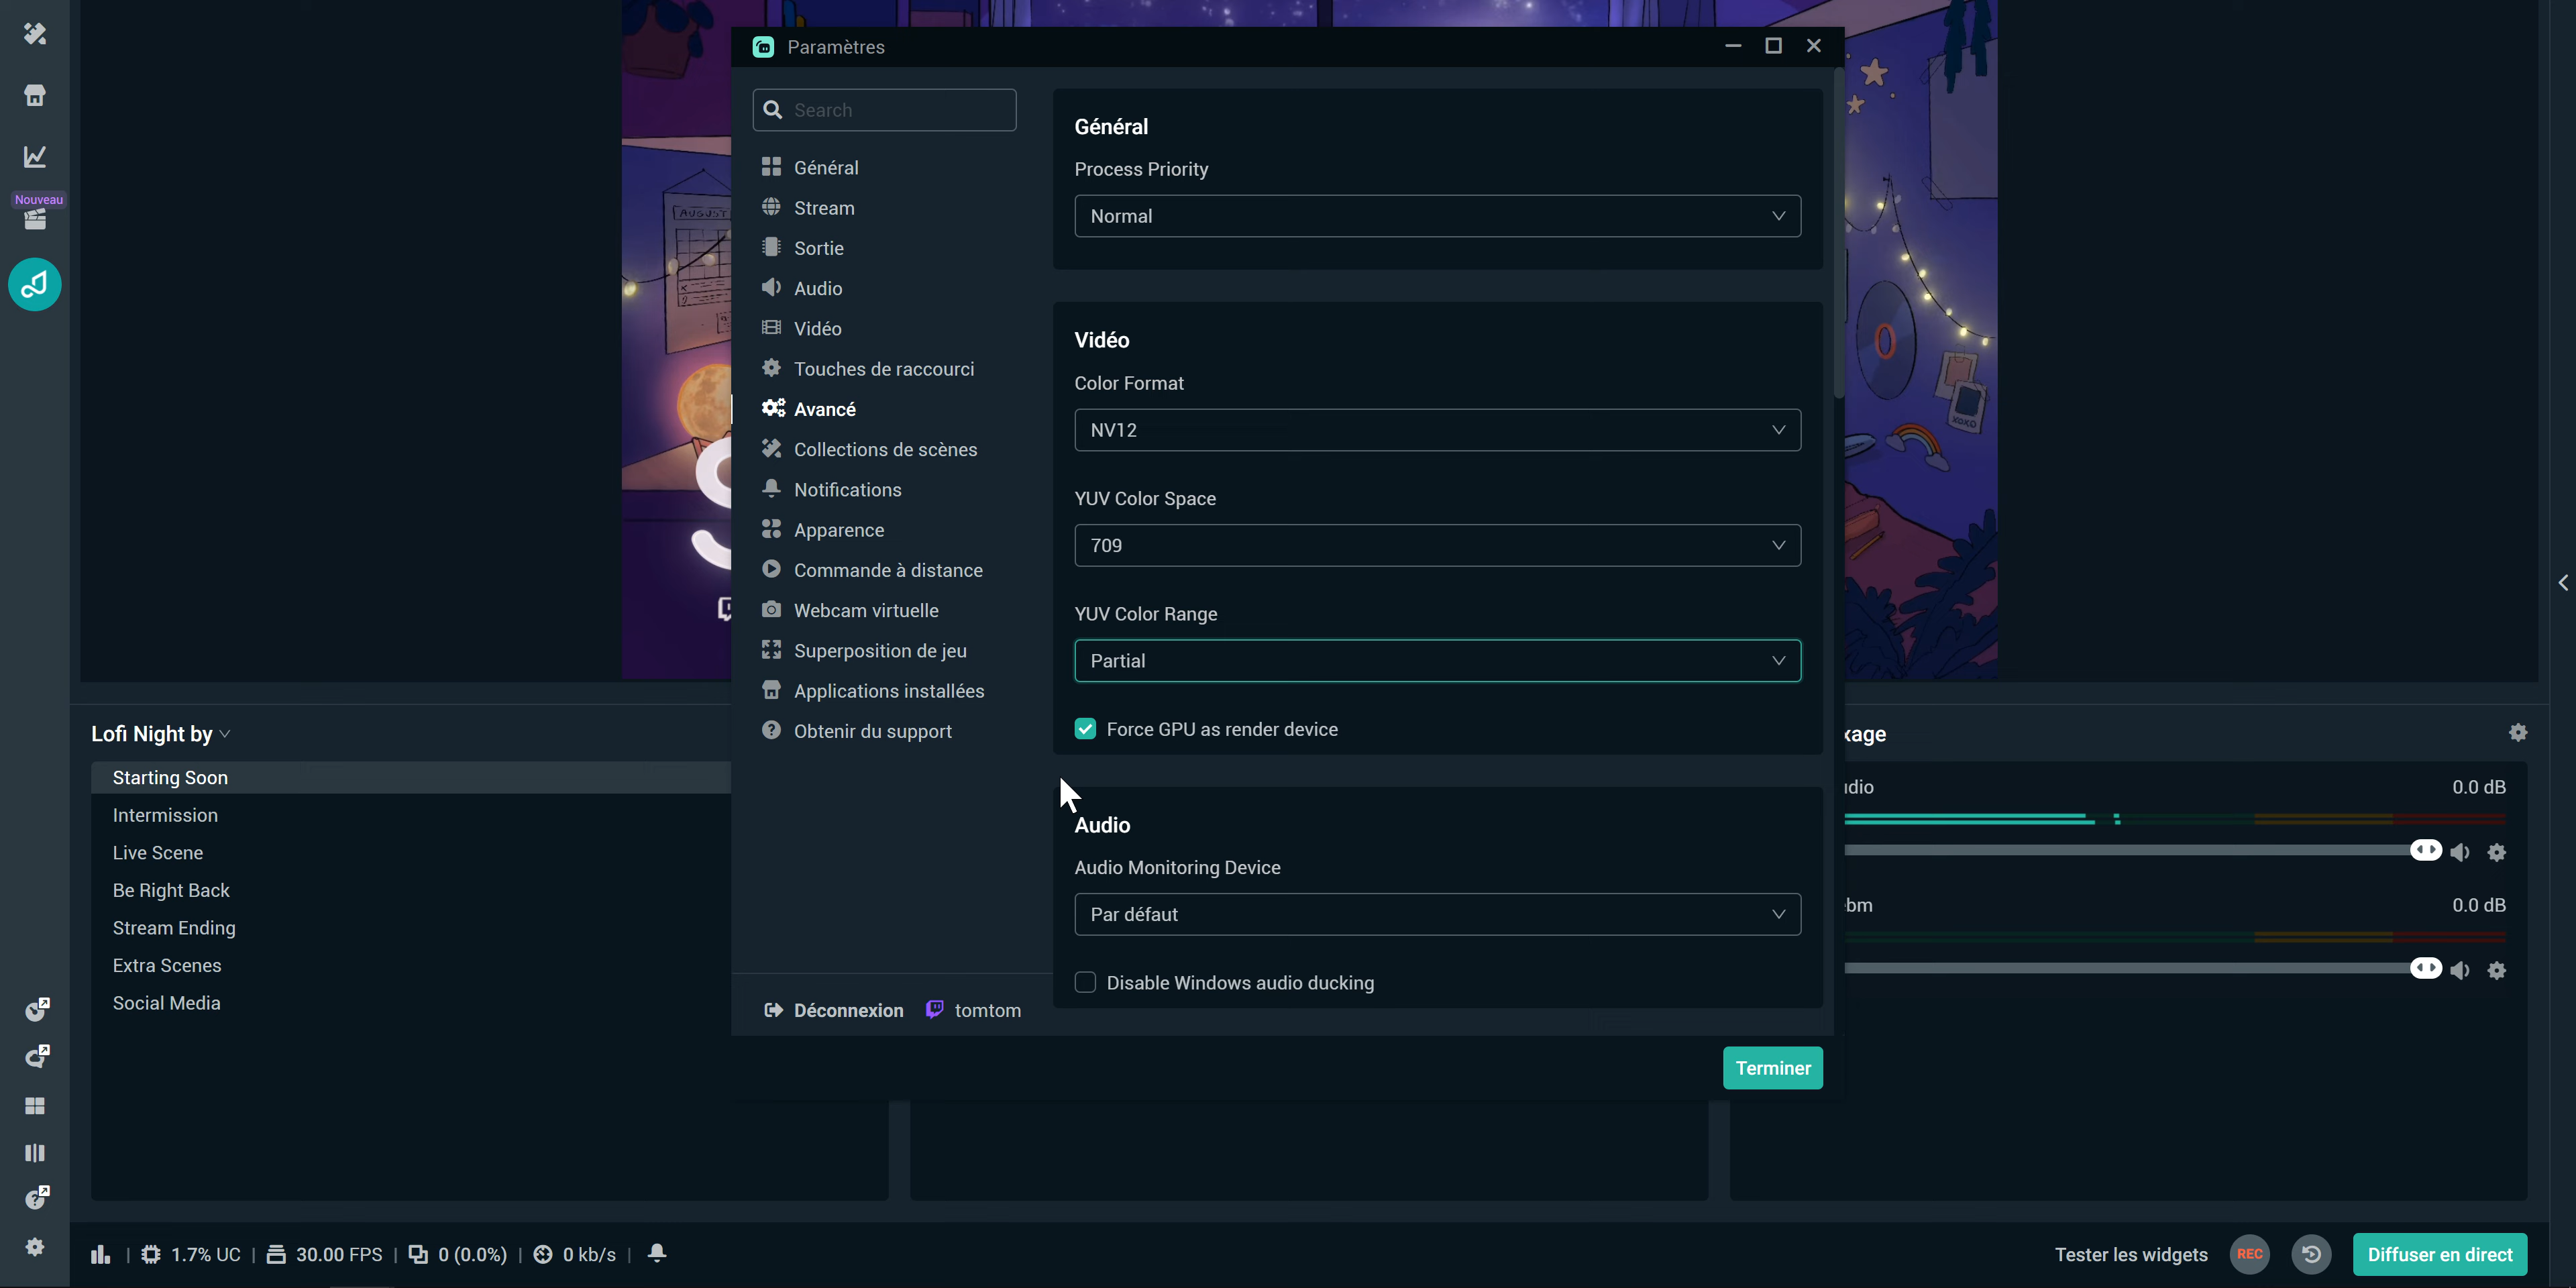 Paramètres
Nouveau
Search
Général
Stream
Sortie
Audio
Vidéo
Touches de raccourci
Avancé
Collections de scènes
Notifications
Apparence
Commande à distance
Webcam virtuelle
Superposition de jeu
Applications installées
Obtenir du support
Déconnexion tomtom
Général
Process Priority
Normal
Vidéo
Color Format
NV12
YUV Color Space
709
YUV Color Range
Partial
Force GPU as render device
Audio
Audio Monitoring Device
Par défaut
Disable Windows audio ducking
Terminer
AUGUST
XOXO
Lofi Night by
Starting Soon
Intermission
Live Scene
Be Right Back
Stream Ending
Extra Scenes
Social Media
xage
dio 0.0 dB
bm 0.0 dB
1.7% UC 30.00 FPS 0 (0.0%) 0 kb/s
Tester les widgets REC Diffuser en direct